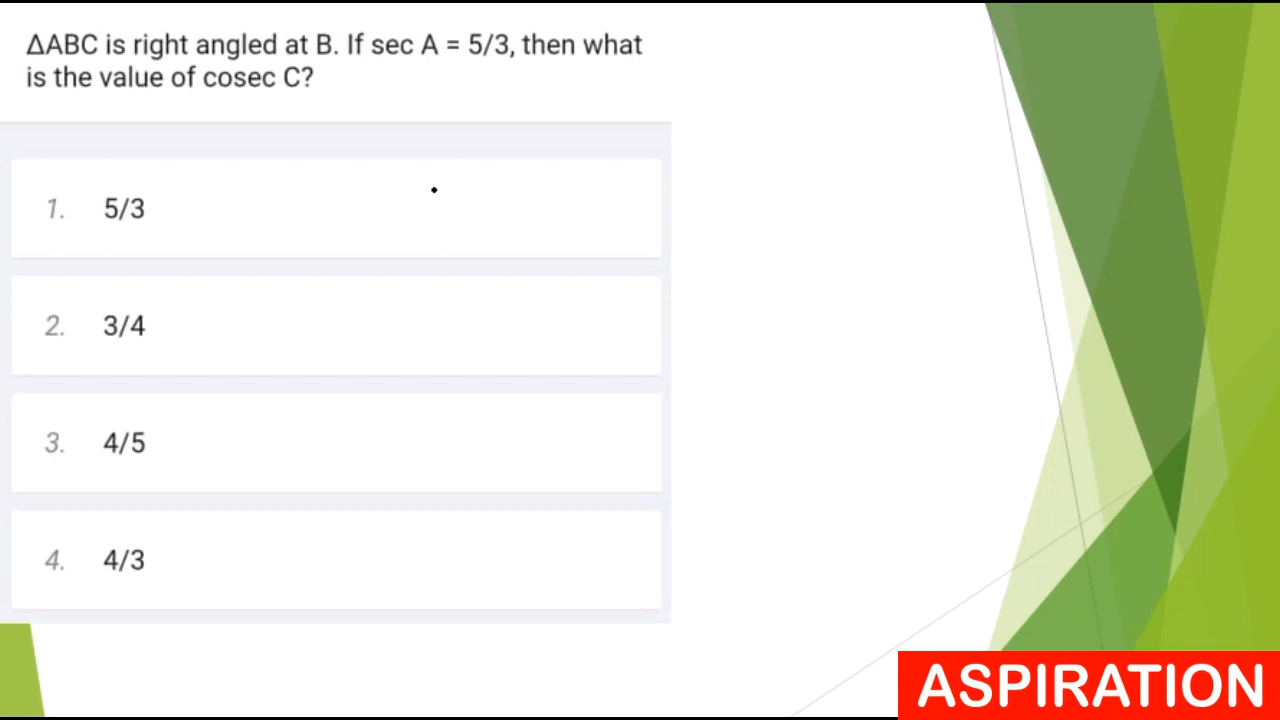 ΔABC is right angled at B. If sec A = 5/3, then what
is the value of cosec C?
1. 5/3
2. 3/4
3. 4/5
4. 4/3
ASPIRATION